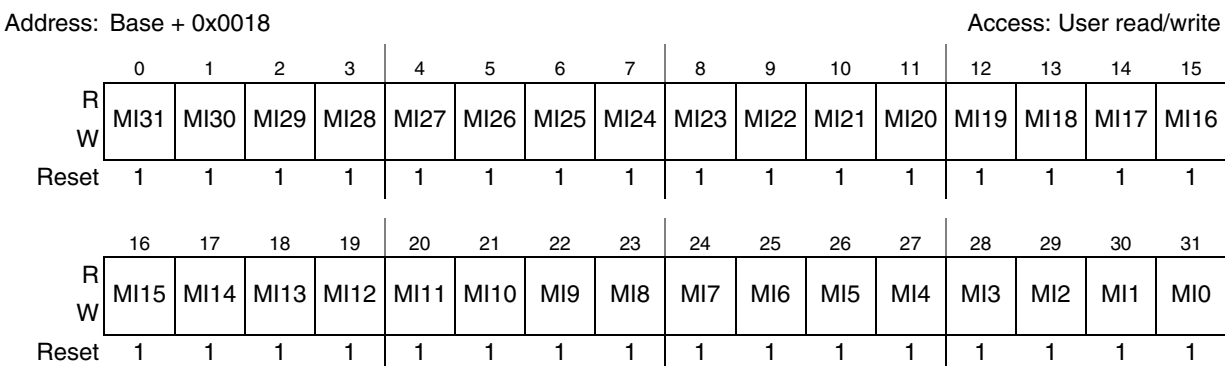 Address: Base + 0x0018 Access: User read/write
0 1 2 3 4 5 6 7 8 9 10 11 12 13 14 15
R
MI31 MI30 MI29 MI28 MI27 MI26 MI25 MI24 MI23 MI22 MI21 MI20 MI19 MI18 MI17 MI16
W
Reset 1 1 1 1 1 1 1 1 1 1 1 1 1 1 1 1
16 17 18 19 20 21 22 23 24 25 26 27 28 29 30 31
R
MI15 MI14 MI13 MI12 MI11 MI10 MI9 MI8 MI7 MI6 MI5 MI4 MI3 MI2 MI1 MI0
W
Reset 1 1 1 1 1 1 1 1 1 1 1 1 1 1 1 1